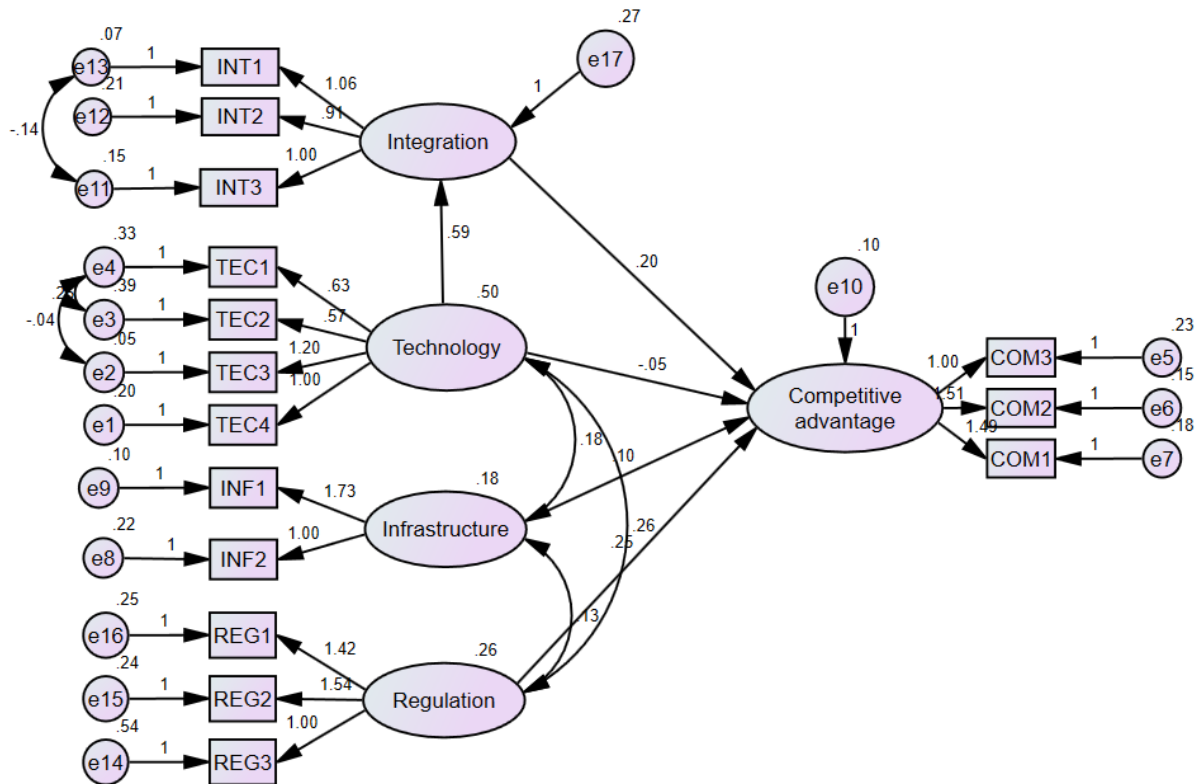 .07
.27
e13
1
INT1
e17
.21
1.06
1
e12
1
INT2
.91
-.14
Integration
.15
1.00
e11
1
INT3
.59
.33
.20
.10
e4
1
TEC1
.39
.63
.50
e10
e3
1
TEC2
.57
-.04
Technology
1
.23
.05
1.20
-.05
1.00
COM3
1
e5
e2
1
TEC3
.15
.20
1.00
Competitive
advantage
1.51
COM2
1
e6
e1
1
TEC4
1.49
.18
.18
.10
COM1
1
e7
.10
e9
1
INF1
1.73
.18
.22
Infrastructure
.26
e8
1
INF2
1.00
.25
.25
.13
e16
1
REG1
1.42
.26
.24
e15
1
REG2
1.54
Regulation
.54
1.00
e14
1
REG3